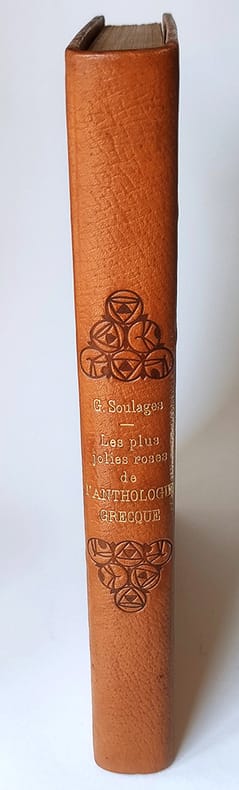 G. Soulages
—
Les plus
jolies roses
de
l'ANTHOLOGIE
GRECQUE